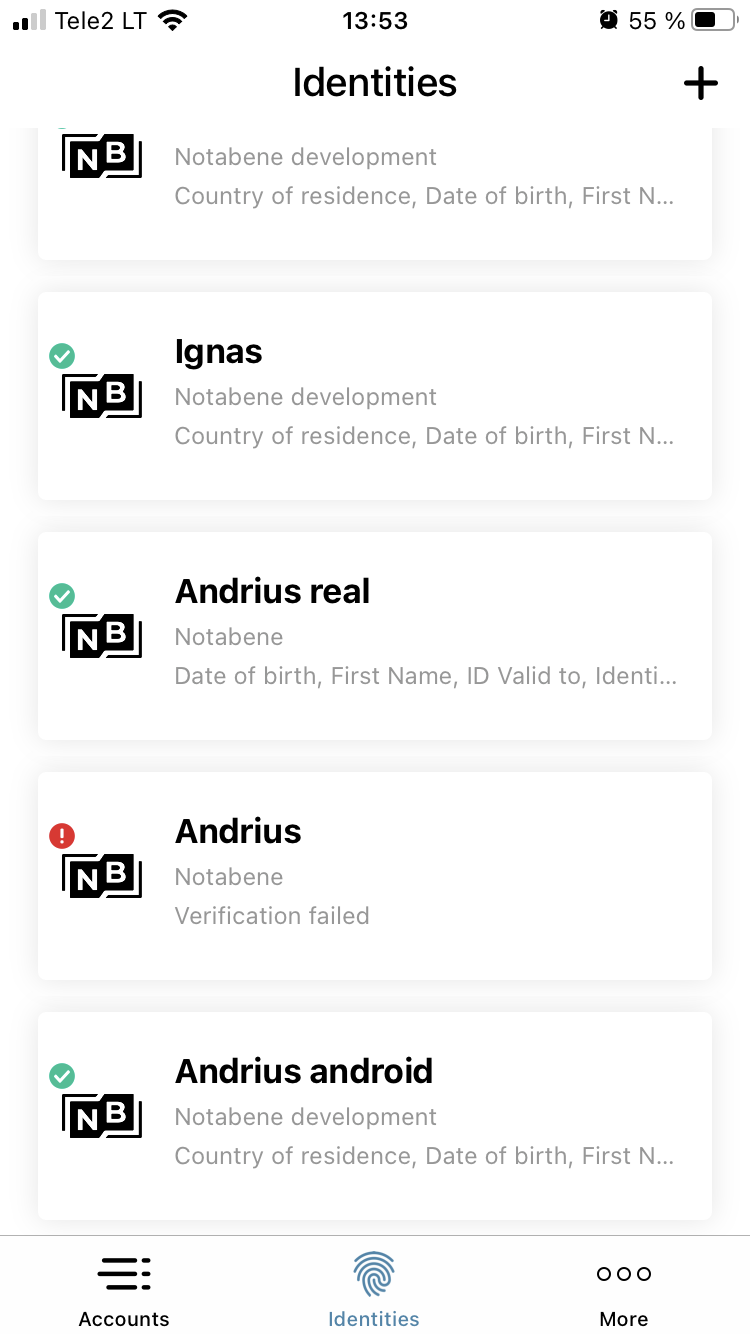 Tele2 LT 13:53 55 %
Identities
NB Notabene development
Country of residence, Date of birth, First N...
Ignas
NB Notabene development
Country of residence, Date of birth, First N...
Andrius real
NB Notabene
Date of birth, First Name, ID Valid to, Identi...
Andrius
NB Notabene
Verification failed
Andrius android
NB Notabene development
Country of residence, Date of birth, First N...
Accounts Identities More